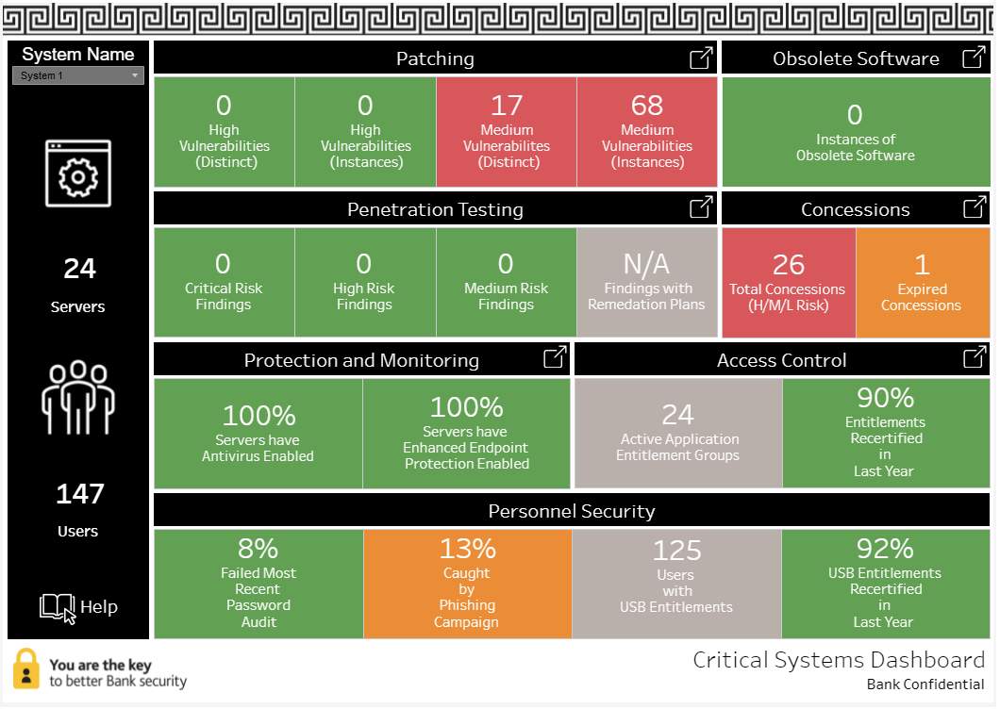 System Name
System 1
24
Servers
147
Users
Help
Patching
0
High
Vulnerabilities
(Distinct)
0
High
Vulnerabilities
(Instances)
17
Medium
Vulnerabilites
(Distinct)
68
Medium
Vulnerabilities
(Instances)
Obsolete Software
0
Instances of
Obsolete Software
Penetration Testing
0
Critical Risk
Findings
0
High Risk
Findings
0
Medium Risk
Findings
N/A
Findings with
Remedation Plans
Concessions
26
Total Concessions
(H/M/L Risk)
1
Expired
Concessions
Protection and Monitoring
100%
Servers have
Antivirus Enabled
100%
Servers have
Enhanced Endpoint
Protection Enabled
Access Control
24
Active Application
Entitlement Groups
90%
Entitlements
Recertified
in
Last Year
Personnel Security
8%
Failed Most
Recent
Password
Audit
13%
Caught
by
Phishing
Campaign
125
Users
with
USB Entitlements
92%
USB Entitlements
Recertified
in
Last Year
You are the key
to better Bank security
Critical Systems Dashboard
Bank Confidential